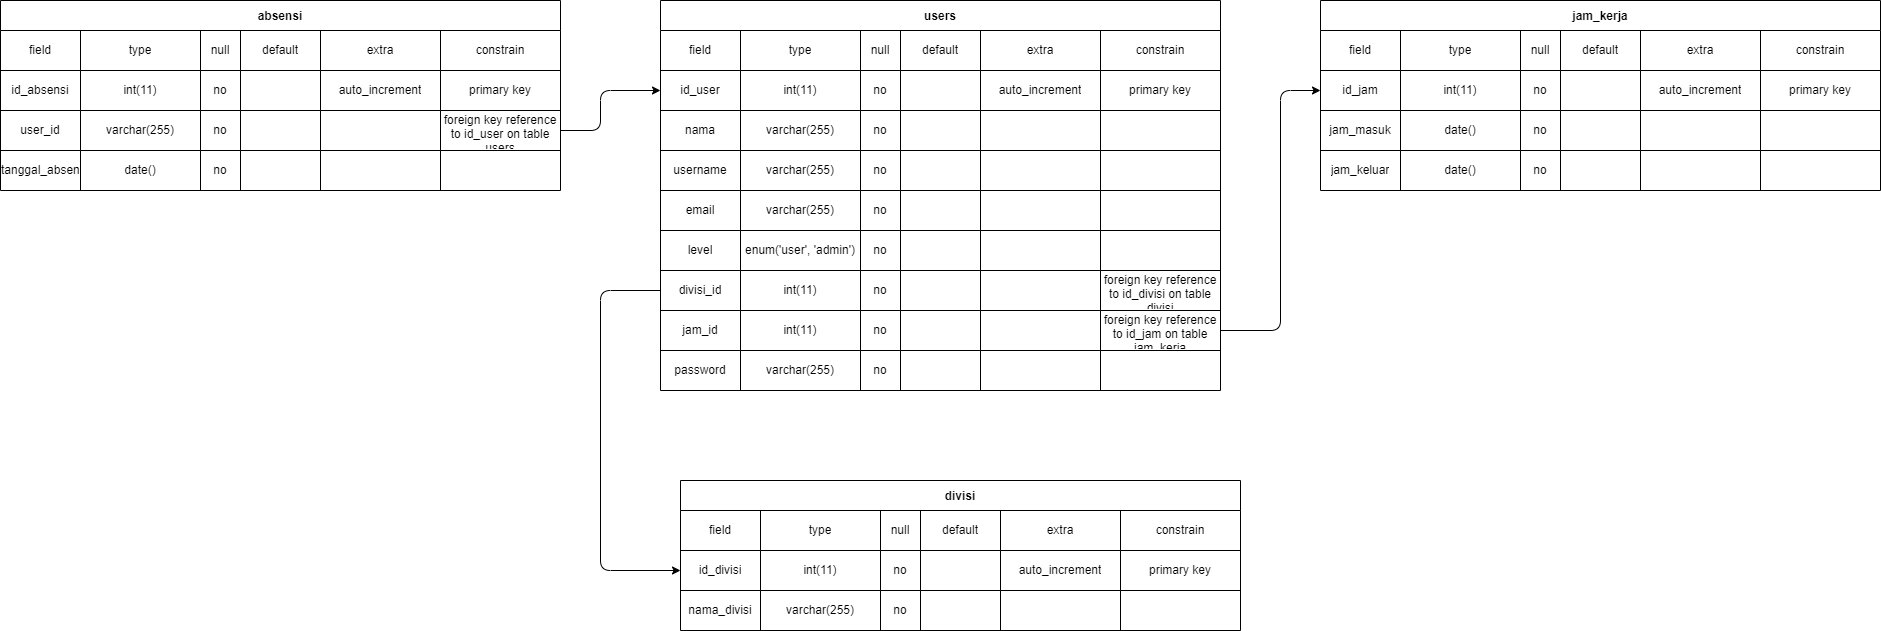 absensi
field type null default extra constrain
id_absensi int(11) no auto_increment primary key
user_id varchar(255) no foreign key reference
to id_user on table
users
tanggal_absen date() no
users
field type null default extra constrain
id_user int(11) no auto_increment primary key
nama varchar(255) no
username varchar(255) no
email varchar(255) no
level enum('user', 'admin') no
divisi_id int(11) no foreign key reference
to id_divisi on table
divisi
jam_id int(11) no foreign key reference
to id_jam on table
jam_kerja
password varchar(255) no
jam_kerja
field type null default extra constrain
id_jam int(11) no auto_increment primary key
jam_masuk date() no
jam_keluar date() no
divisi
field type null default extra constrain
id_divisi int(11) no auto_increment primary key
nama_divisi varchar(255) no